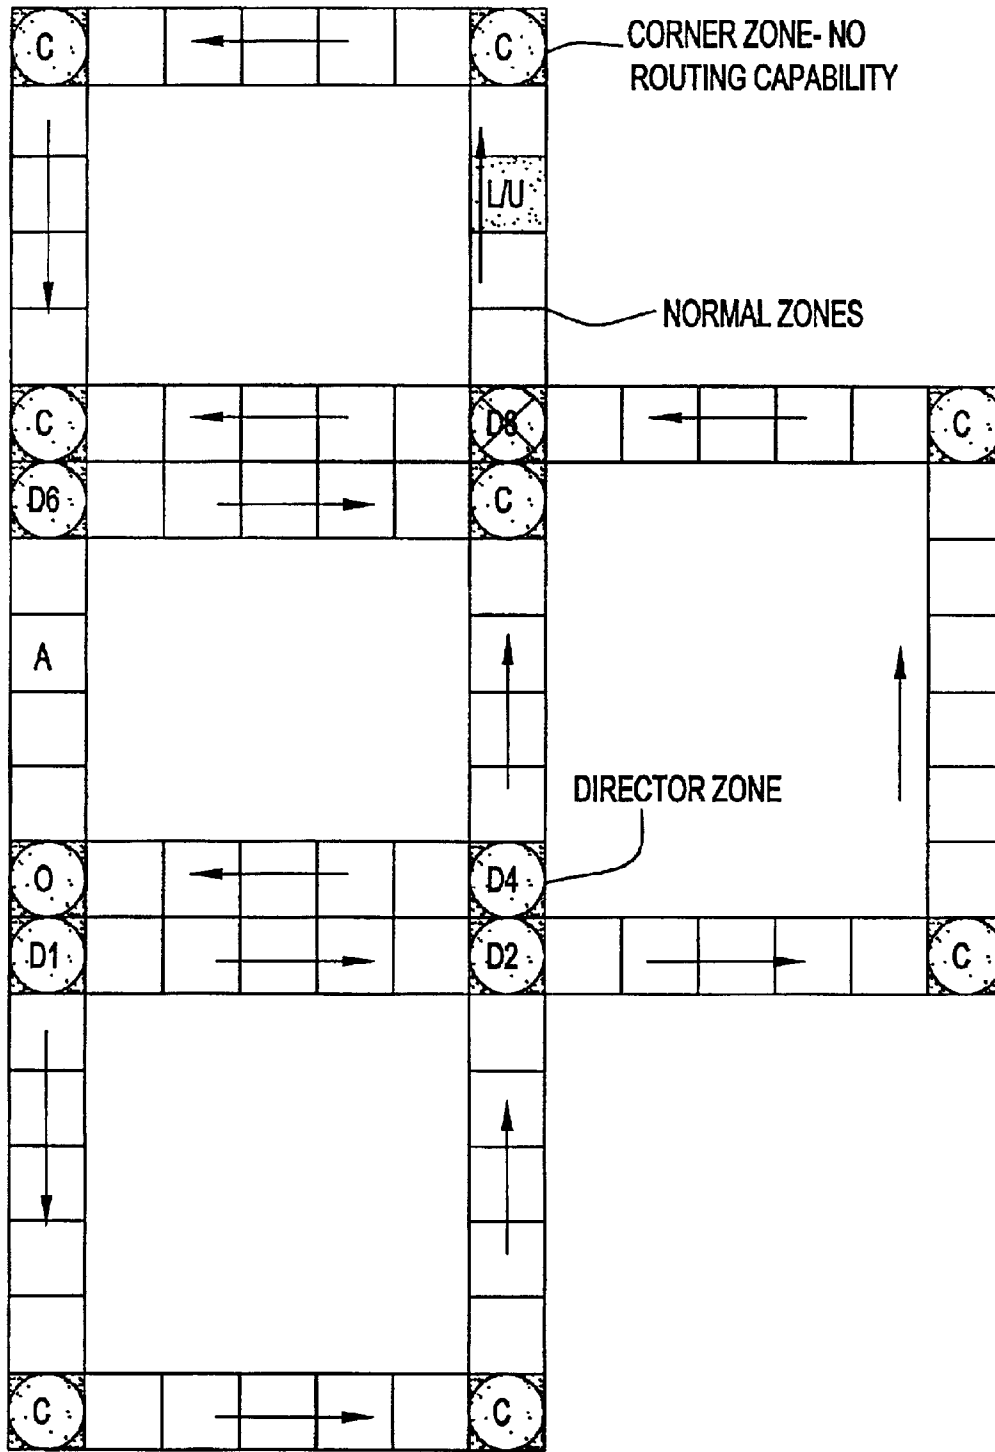 C C CORNER ZONE- NO
ROUTING CAPABILITY
L/U
NORMAL ZONES
C D8 C
D6 C
A
DIRECTOR ZONE
O D4
D1 D2 C
C C